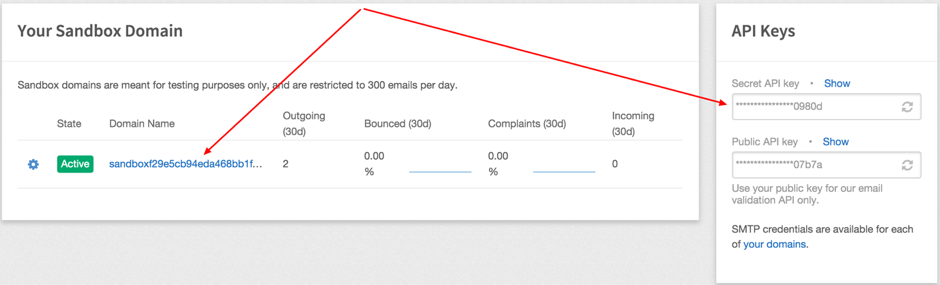 Your Sandbox Domain
Sandbox domains are meant for testing purposes only, and are restricted to 300 emails per day.
State Domain Name Outgoing (30d) Bounced (30d) Complaints (30d) Incoming (30d)
Active sandboxf29e5cb94eda468bb1f... 2 0.00 % 0.00 % 0
API Keys
Secret API key • Show
****************0980d
Public API key • Show
****************07b7a
Use your public key for our email
validation API only.
SMTP credentials are available for each
of your domains.